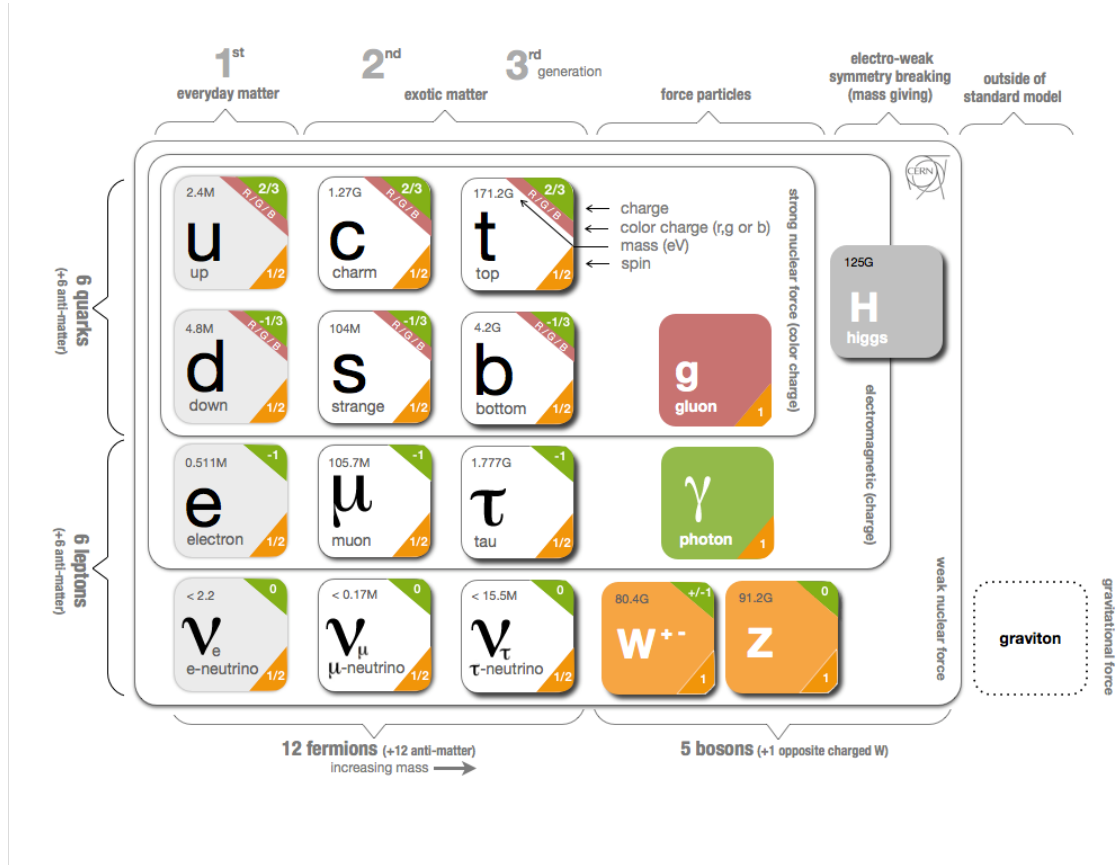 1st
2nd
3rd generation
everyday matter
exotic matter
force particles
electro-weak
symmetry breaking
(mass giving)
outside of
standard model
CERN
6 quarks
(+6 anti-matter)
2.4M
2/3
R/G/B
u
up
1/2
1.27G
2/3
R/G/B
c
charm
1/2
171.2G
2/3
R/G/B
t
top
1/2
charge
color charge (r,g or b)
mass (eV)
spin
strong nuclear force (color charge)
125G
H
higgs
4.8M
-1/3
R/G/B
d
down
1/2
104M
-1/3
R/G/B
s
strange
1/2
4.2G
-1/3
R/G/B
b
bottom
1/2
g
gluon
1
electromagnetic (charge)
6 leptons
(+6 anti-matter)
0.511M
-1
e
electron
1/2
105.7M
-1
μ
muon
1/2
1.777G
-1
τ
tau
1/2
γ
photon
1
weak nuclear force
< 2.2
0
νe
e-neutrino
1/2
< 0.17M
0
νμ
μ-neutrino
1/2
< 15.5M
0
ντ
τ-neutrino
1/2
80.4G
+/-1
W+-
1
91.2G
0
Z
1
graviton
gravitational force
12 fermions (+12 anti-matter)
increasing mass
5 bosons (+1 opposite charged W)